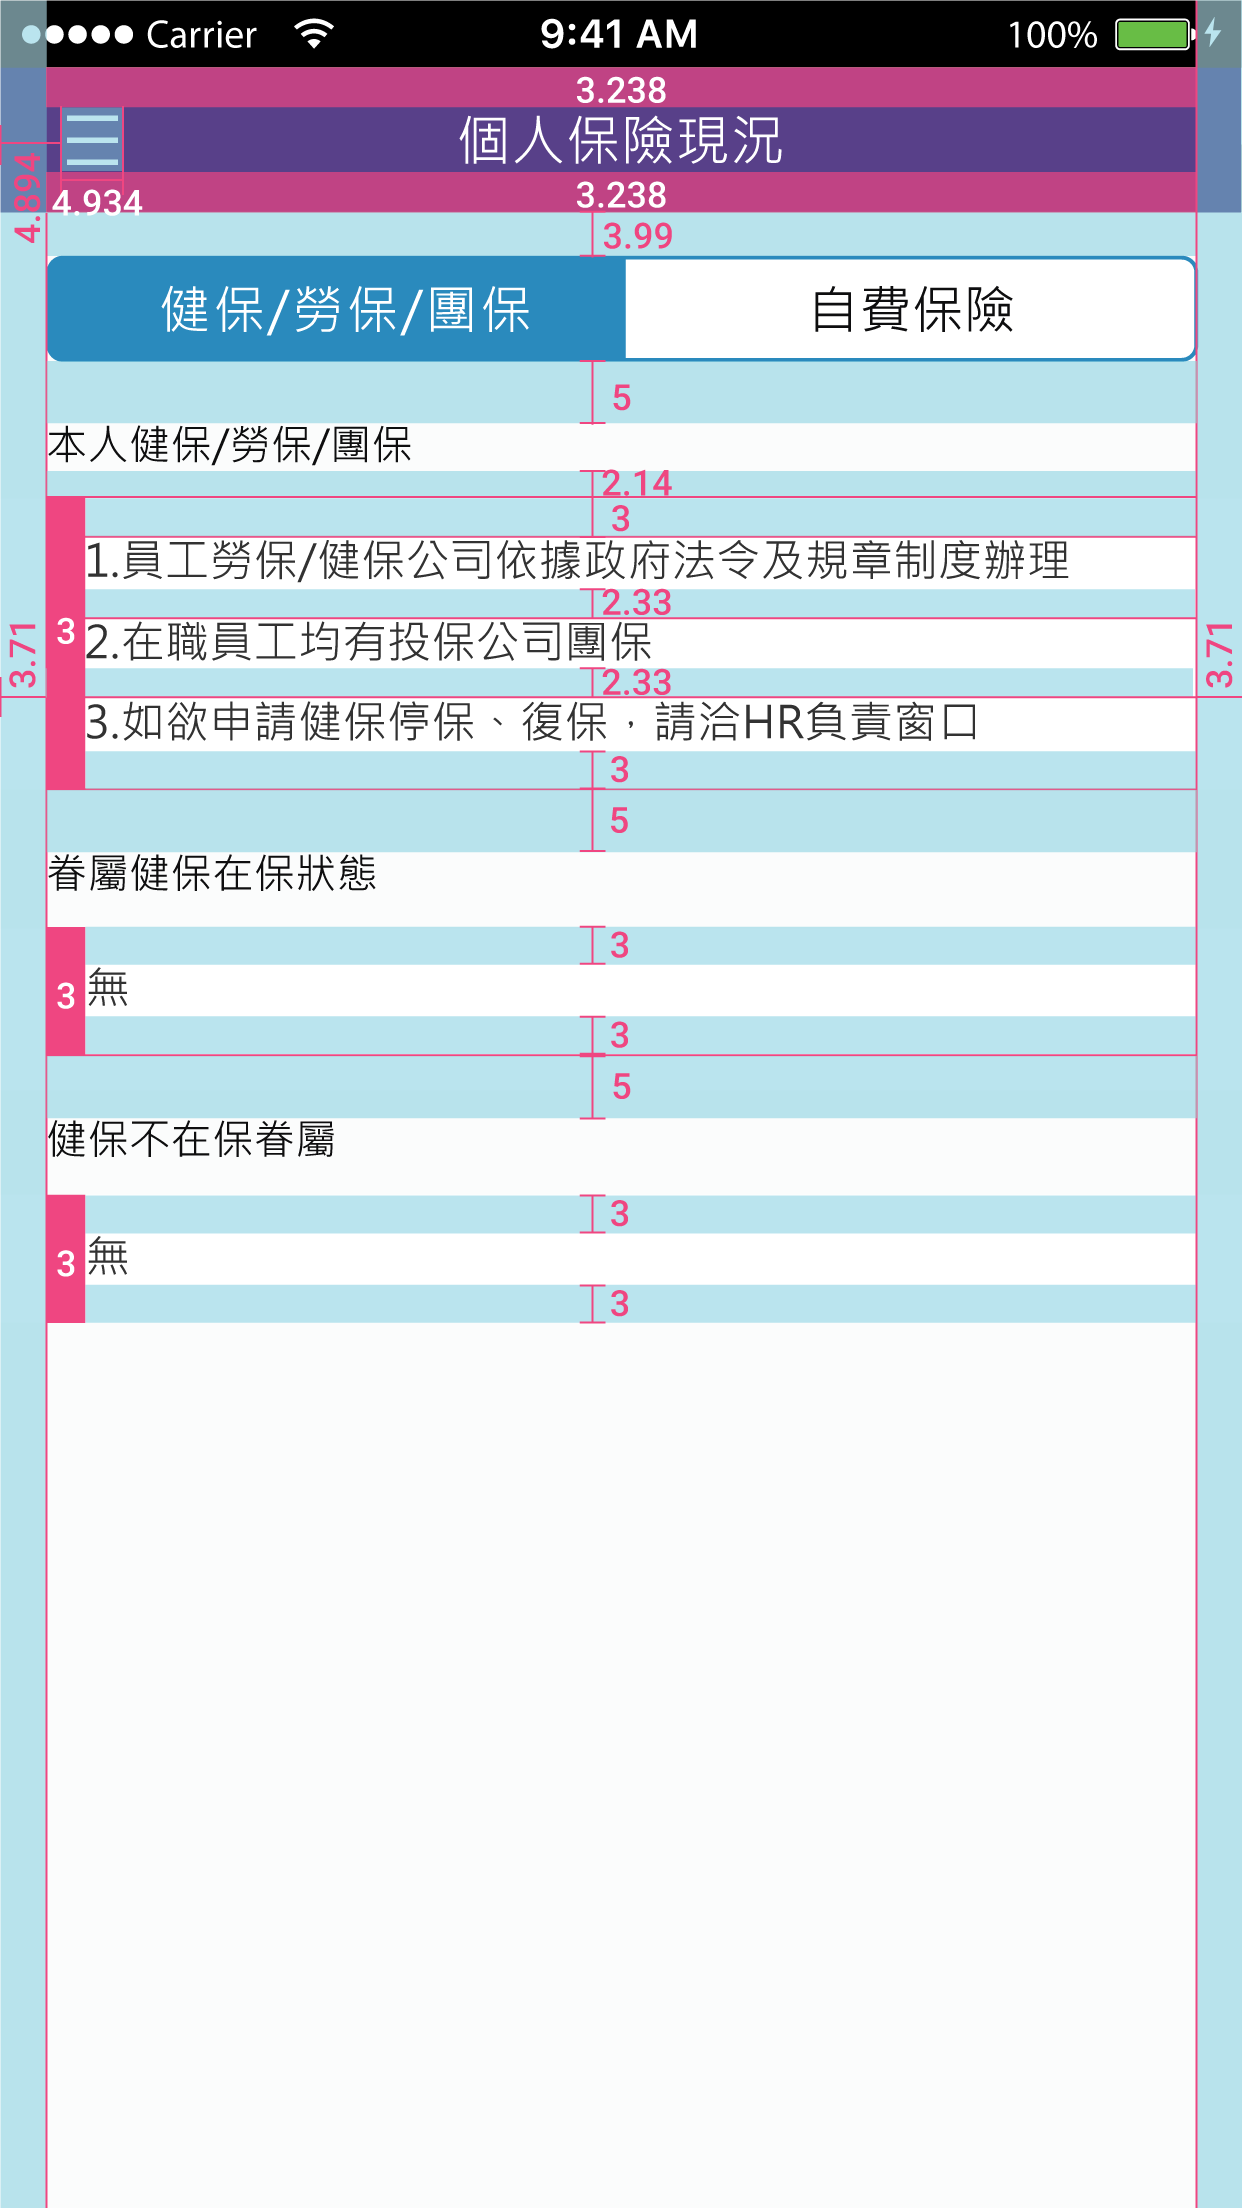 Carrier 9:41 AM 100%
3.238
個人保險現況
4.894
4.934
3.238
3.99
健保/勞保/團保 自費保險
5
本人健保/勞保/團保
2.14
3
1.員工勞保/健保公司依據政府法令及規章制度辦理
2.33
3
3.71
3.71
2.在職員工均有投保公司團保
2.33
3.如欲申請健保停保、復保，請洽HR負責窗口
3
5
眷屬健保在保狀態
3
3
無
3
5
健保不在保眷屬
3
3
無
3